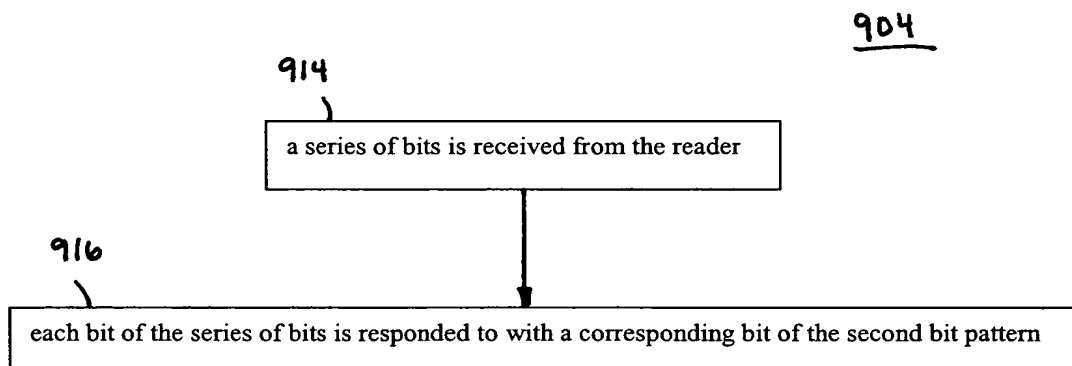 904
914
a series of bits is received from the reader
916
each bit of the series of bits is responded to with a corresponding bit of the second bit pattern